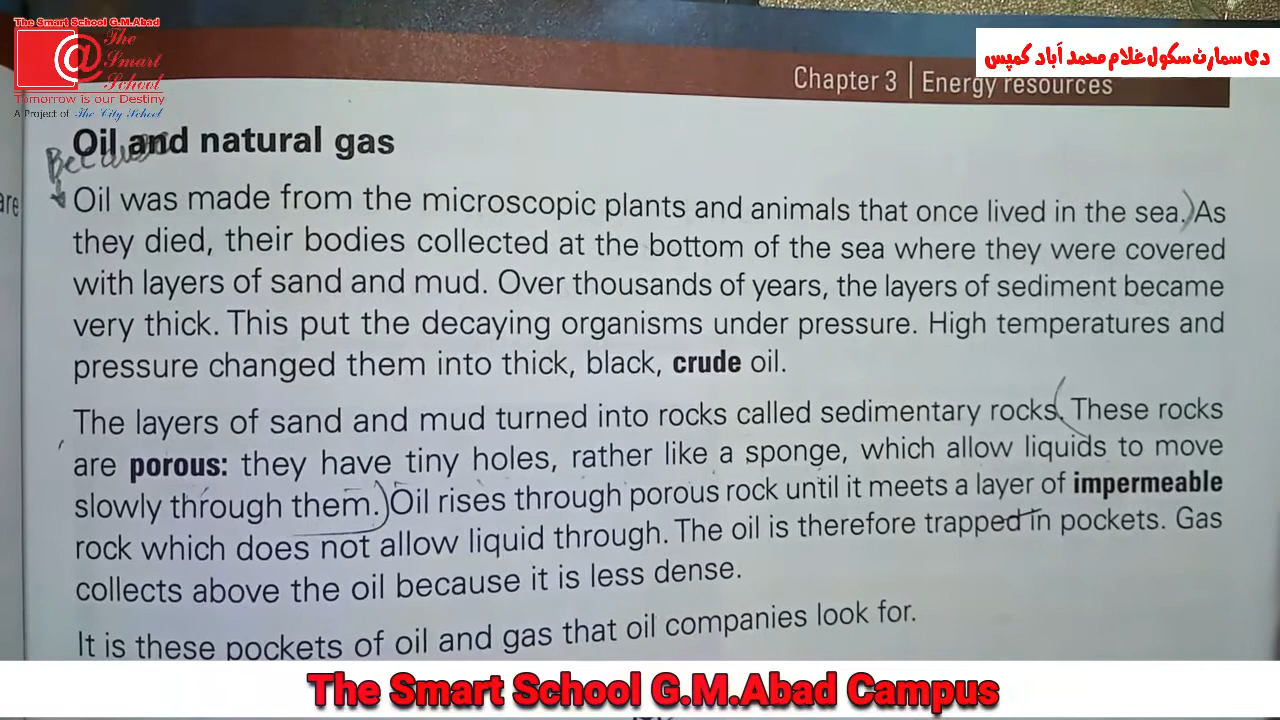 The Smart School G.M.Abad
The
Smart
School
Tomorrow is our Destiny
A Project of The City School
دی سمارٹ سکول غلام محمد آباد کمپس
Chapter 3 | Energy resources
Oil and natural gas
Because
are
Oil was made from the microscopic plants and animals that once lived in the sea. As
they died, their bodies collected at the bottom of the sea where they were covered
with layers of sand and mud. Over thousands of years, the layers of sediment became
very thick. This put the decaying organisms under pressure. High temperatures and
pressure changed them into thick, black, crude oil.
The layers of sand and mud turned into rocks called sedimentary rocks. These rocks
are porous: they have tiny holes, rather like a sponge, which allow liquids to move
slowly through them. Oil rises through porous rock until it meets a layer of impermeable
rock which does not allow liquid through. The oil is therefore trapped in pockets. Gas
collects above the oil because it is less dense.
It is these pockets of oil and gas that oil companies look for.
The Smart School G.M.Abad Campus